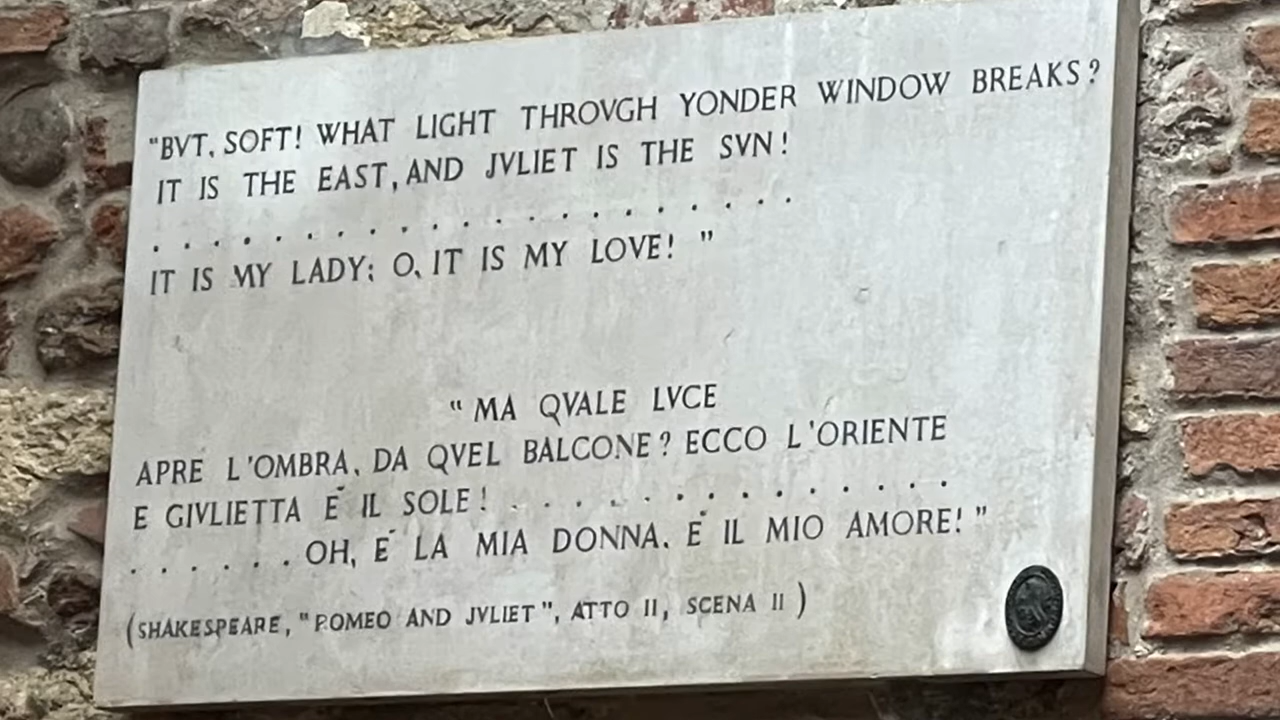 "BVT, SOFT! WHAT LIGHT THROVGH YONDER WINDOW BREAKS?
IT IS THE EAST, AND JVLIET IS THE SVN!
. . . . . . . . . . . . . . . . . . . . .
IT IS MY LADY; O, IT IS MY LOVE! "
" MA QVALE LVCE
APRE L'OMBRA, DA QVEL BALCONE? ECCO L'ORIENTE
E GIVLIETTA È IL SOLE! . . . . . . . . . . . . . .
. . . . . . OH, È LA MIA DONNA, È IL MIO AMORE! "
(SHAKESPEARE, "ROMEO AND JVLIET", ATTO II, SCENA II )